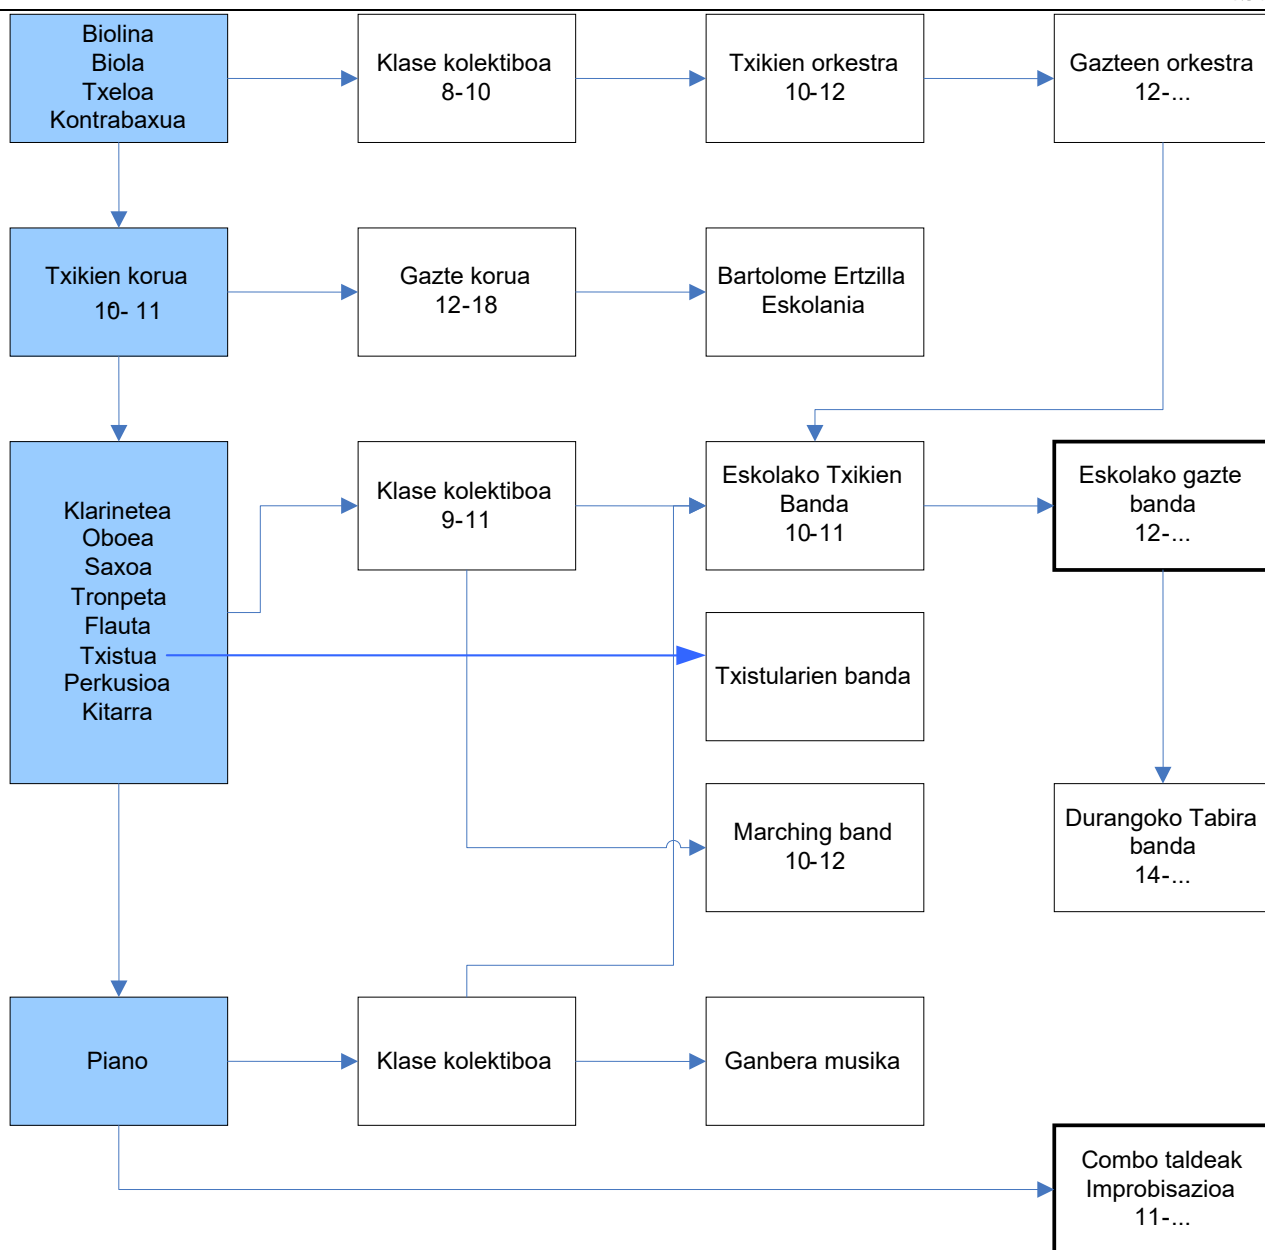 Biolina
Biola
Txeloa
Kontrabaxua
Klase kolektiboa
8-10
Txikien orkestra
10-12
Gazteen orkestra
12-...
Txikien korua
10- 11
Gazte korua
12-18
Bartolome Ertzilla
Eskolania
Klarinetea
Oboea
Saxoa
Tronpeta
Flauta
Txistua
Perkusioa
Kitarra
Klase kolektiboa
9-11
Eskolako Txikien
Banda
10-11
Eskolako gazte
banda
12-...
Txistularien banda
Marching band
10-12
Durangoko Tabira
banda
14-...
Piano
Klase kolektiboa
Ganbera musika
Combo taldeak
Improbisazioa
11-...